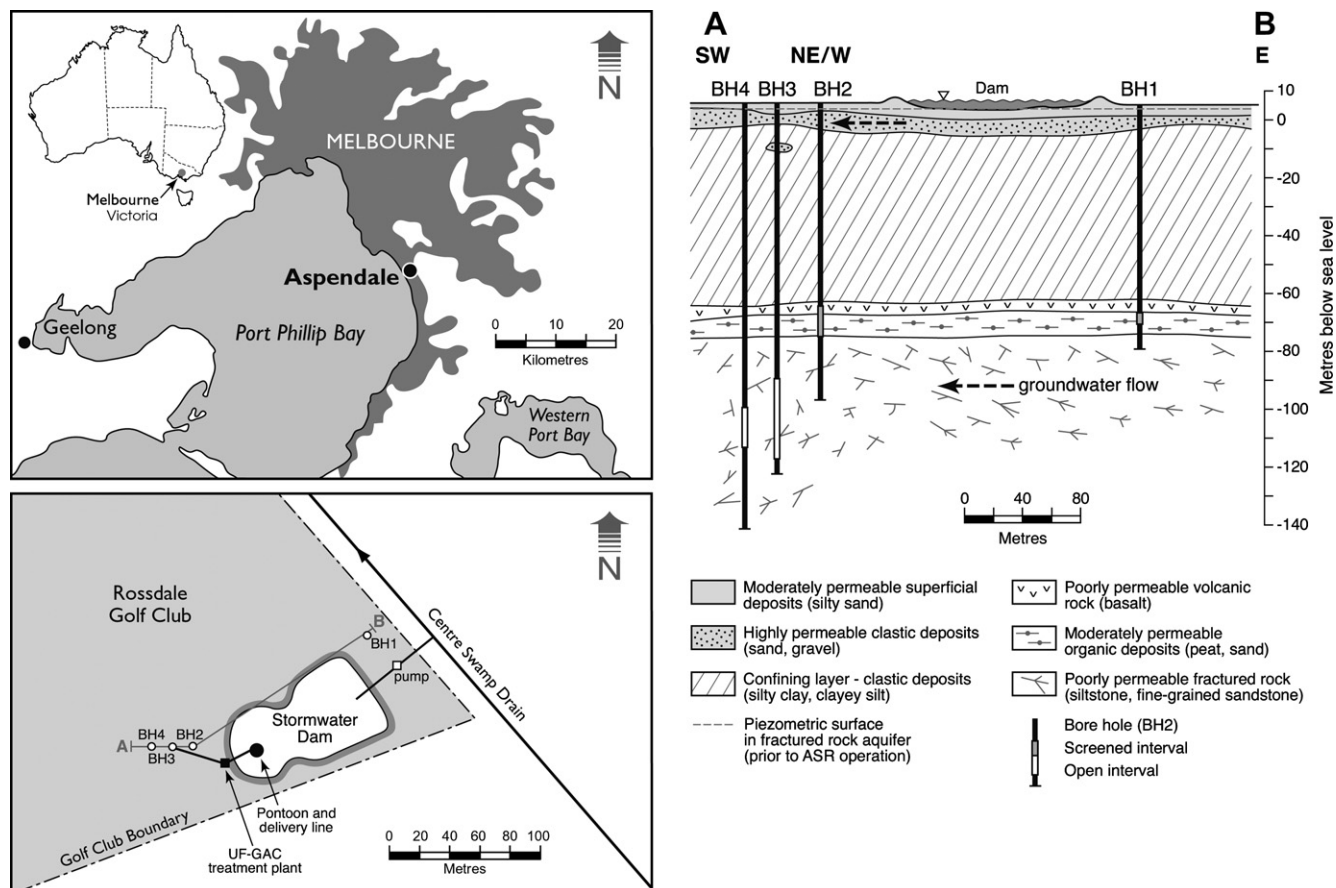 Melbourne
Victoria
MELBOURNE
N
Aspendale
Geelong
Port Phillip Bay
0 10 20
Kilometres
Western
Port Bay
Rossdale
Golf Club
N
B
BH1
pump
Centre Swamp Drain
Stormwater
Dam
A
BH4
BH3
BH2
Pontoon and
delivery line
UF-GAC
treatment plant
Golf Club Boundary
0 20 40 60 80 100
Metres
A
SW
NE/W
B
E
BH4 BH3 BH2
Dam
BH1
10
0
-20
-40
-60
-80
-100
-120
-140
Metres below sea level
groundwater flow
0 40 80
Metres
Moderately permeable superficial
deposits (silty sand)
Highly permeable clastic deposits
(sand, gravel)
Confining layer - clastic deposits
(silty clay, clayey silt)
Piezometric surface
in fractured rock aquifer
(prior to ASR operation)
Poorly permeable volcanic
rock (basalt)
Moderately permeable
organic deposits (peat, sand)
Poorly permeable fractured rock
(siltstone, fine-grained sandstone)
Bore hole (BH2)
Screened interval
Open interval